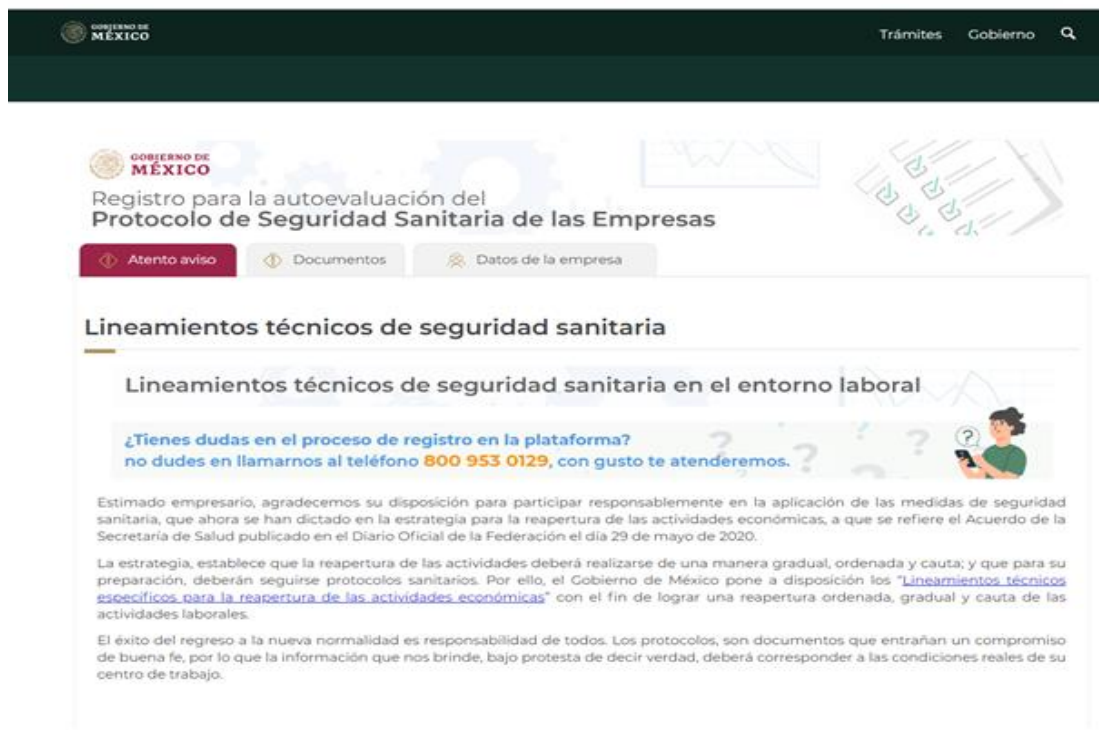 GOBIERNO DE
MÉXICO
Trámites Gobierno
GOBIERNO DE
MÉXICO
Registro para la autoevaluación del
Protocolo de Seguridad Sanitaria de las Empresas
Atento aviso Documentos Datos de la empresa
Lineamientos técnicos de seguridad sanitaria
Lineamientos técnicos de seguridad sanitaria en el entorno laboral
¿Tienes dudas en el proceso de registro en la plataforma?
no dudes en llamarnos al teléfono 800 953 0129, con gusto te atenderemos.
Estimado empresario, agradecemos su disposición para participar responsablemente en la aplicación de las medidas de seguridad
sanitaria, que ahora se han dictado en la estrategia para la reapertura de las actividades económicas, a que se refiere el Acuerdo de la
Secretaría de Salud publicado en el Diario Oficial de la Federación el día 29 de mayo de 2020.
La estrategia, establece que la reapertura de las actividades deberá realizarse de una manera gradual, ordenada y cauta; y que para su
preparación, deberán seguirse protocolos sanitarios. Por ello, el Gobierno de México pone a disposición los "Lineamientos técnicos
específicos para la reapertura de las actividades económicas" con el fin de lograr una reapertura ordenada, gradual y cauta de las
actividades laborales.
El éxito del regreso a la nueva normalidad es responsabilidad de todos. Los protocolos, son documentos que entrañan un compromiso
de buena fe, por lo que la información que nos brinde, bajo protesta de decir verdad, deberá corresponder a las condiciones reales de su
centro de trabajo.